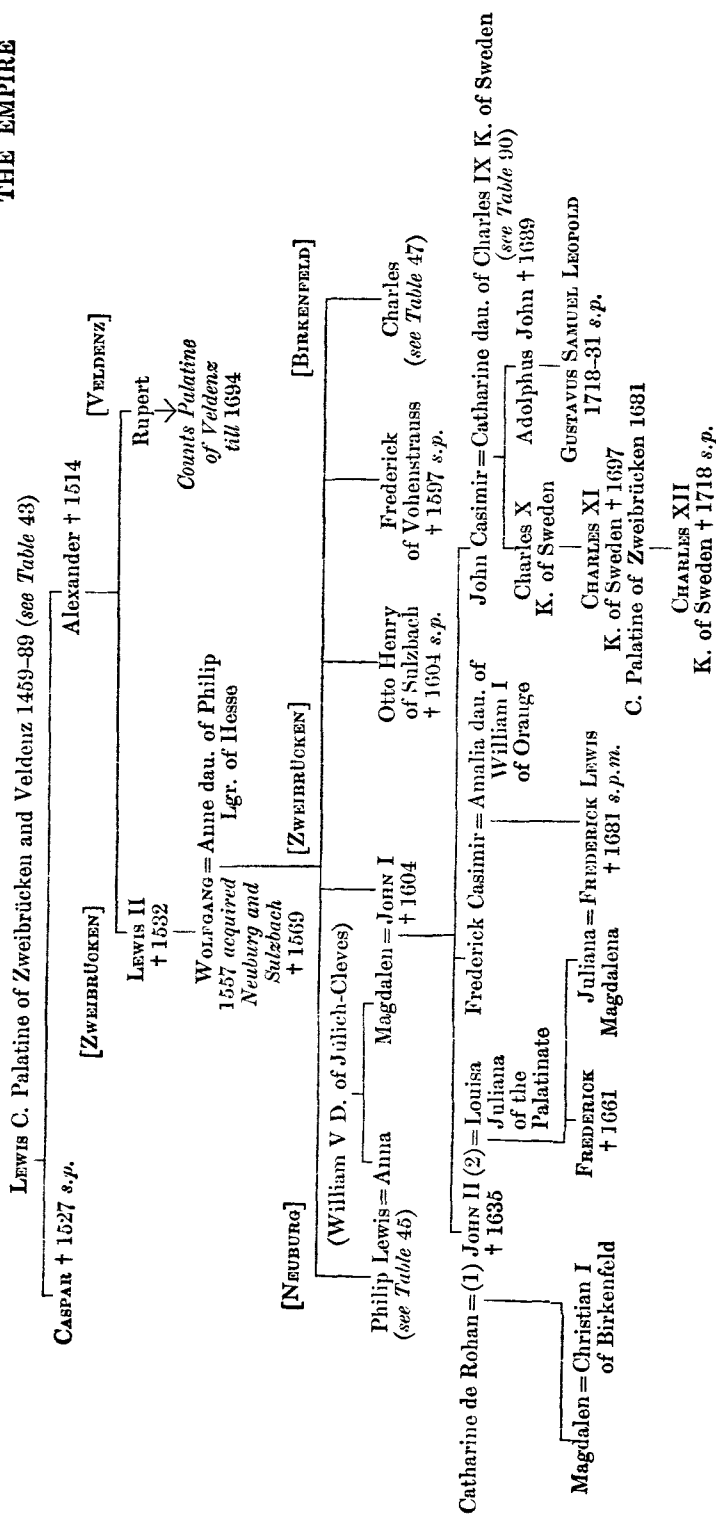 THE EMPIRE
LEWIS C. Palatine of Zweibrücken and Veldenz 1459–89 (see Table 43)
CASPAR † 1527 s.p.
Alexander † 1514
[ZWEIBRÜCKEN]
[VELDENZ]
LEWIS II
† 1532
Rupert
Counts Palatine
of Veldenz
till 1694
WOLFGANG = Anne dau. of Philip
1557 acquired Lgr. of Hesse
Neuburg and
Sulzbach
† 1569
[NEUBURG]
[ZWEIBRÜCKEN]
[BIRKENFELD]
(William V D. of Jülich-Cleves)
Philip Lewis = Anna
(see Table 45)
Magdalen = JOHN I
† 1604
Otto Henry
of Sulzbach
† 1604 s.p.
Frederick
of Vohenstrauss
† 1597 s.p.
Charles
(see Table 47)
Catharine de Rohan = (1) JOHN II (2) = Louisa
† 1635 Juliana
of the
Palatinate
Frederick Casimir = Amalia dau. of
William I
of Orange
John Casimir = Catharine dau. of Charles IX K. of Sweden
(see Table 90)
Magdalen = Christian I
of Birkenfeld
FREDERICK
† 1661
Juliana = FREDERICK LEWIS
Magdalena † 1681 s.p.m.
Charles X
K. of Sweden
Adolphus John † 1689
CHARLES XI
K. of Sweden † 1697
C. Palatine of Zweibrücken 1681
GUSTAVUS SAMUEL LEOPOLD
1718–31 s.p.
CHARLES XII
K. of Sweden † 1718 s.p.